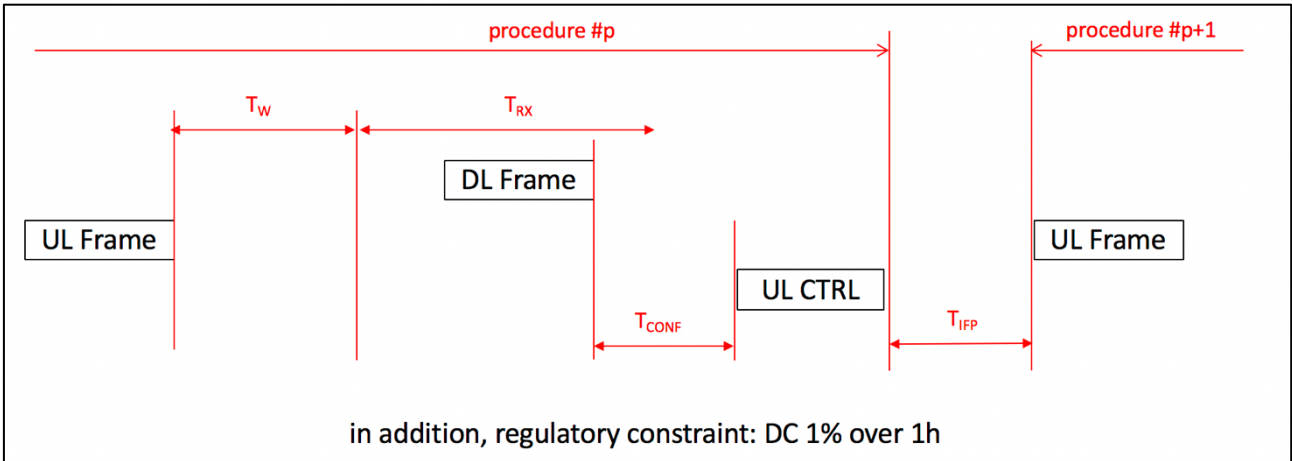 procedure #p
procedure #p+1
TW
TRX
DL Frame
UL Frame
UL Frame
UL CTRL
TCONF
TIFP
in addition, regulatory constraint: DC 1% over 1h